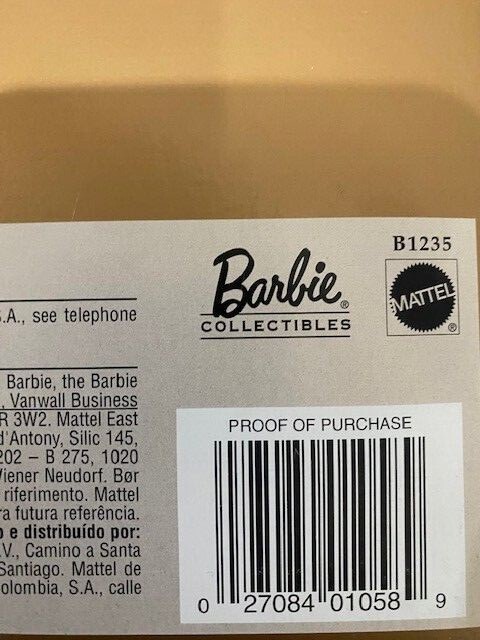 B1235
Barbie®
COLLECTIBLES
MATTEL
®
.A., see telephone
Barbie, the Barbie
, Vanwall Business
R 3W2. Mattel East
d'Antony, Silic 145,
202 – B 275, 1020
Wiener Neudorf. Bør
riferimento. Mattel
ra futura referência.
o e distribuído por:
.V., Camino a Santa
Santiago. Mattel de
olombia, S.A., calle
PROOF OF PURCHASE
0 27084 01058 9